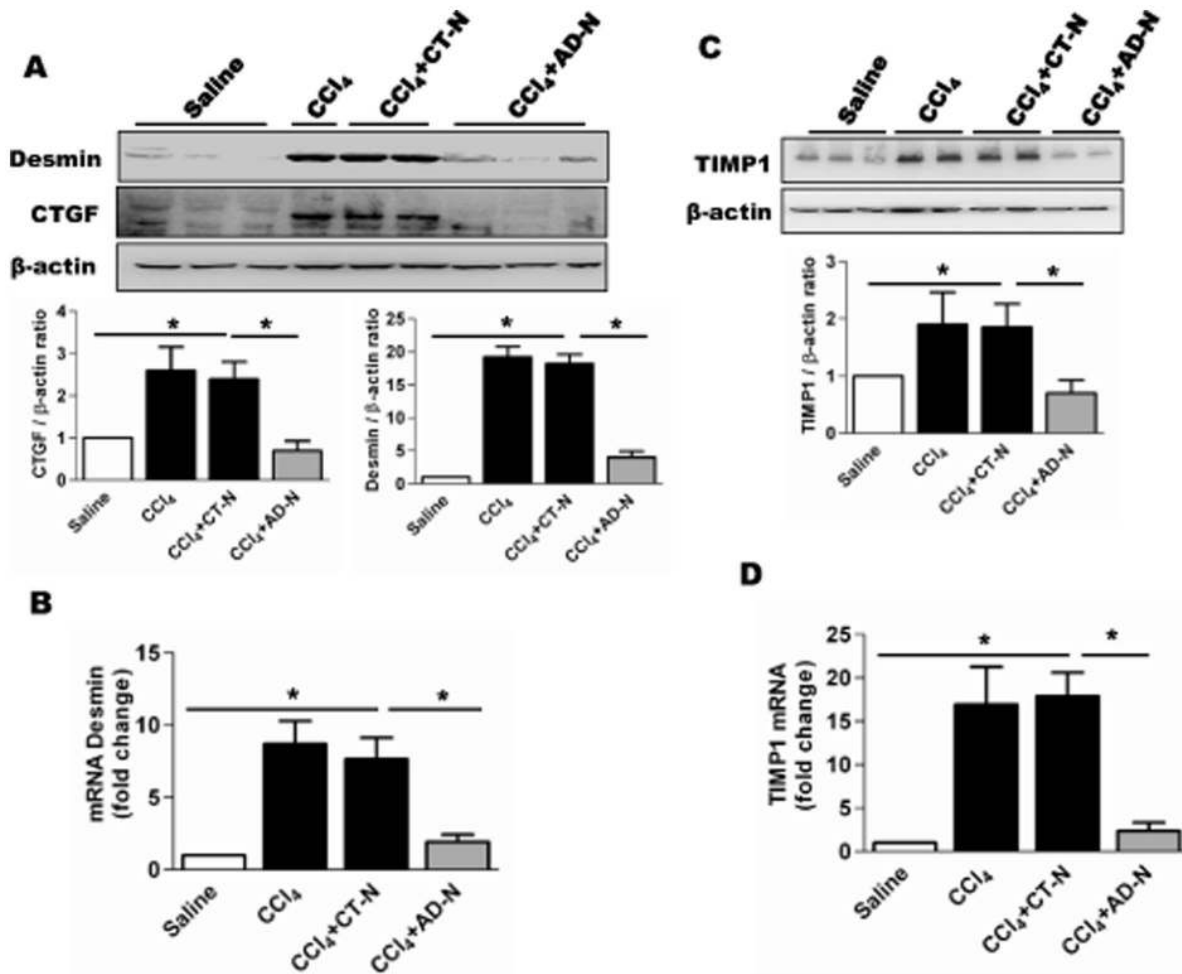 A
Saline
CCl₄
CCl₄+CT-N
CCl₄+AD-N
Desmin
CTGF
β-actin
CTGF / β-actin ratio
4
3
2
1
0
*
*
Saline
CCl₄
CCl₄+CT-N
CCl₄+AD-N
Desmin / β-actin ratio
25
20
15
10
5
0
*
*
Saline
CCl₄
CCl₄+CT-N
CCl₄+AD-N
B
mRNA Desmin
(fold change)
15
10
5
0
*
*
Saline
CCl₄
CCl₄+CT-N
CCl₄+AD-N
C
Saline
CCl₄
CCl₄+CT-N
CCl₄+AD-N
TIMP1
β-actin
TIMP1 / β-actin ratio
3
2
1
0
*
*
Saline
CCl₄
CCl₄+CT-N
CCl₄+AD-N
D
TIMP1 mRNA
(fold change)
25
20
15
10
5
0
*
*
Saline
CCl₄
CCl₄+CT-N
CCl₄+AD-N